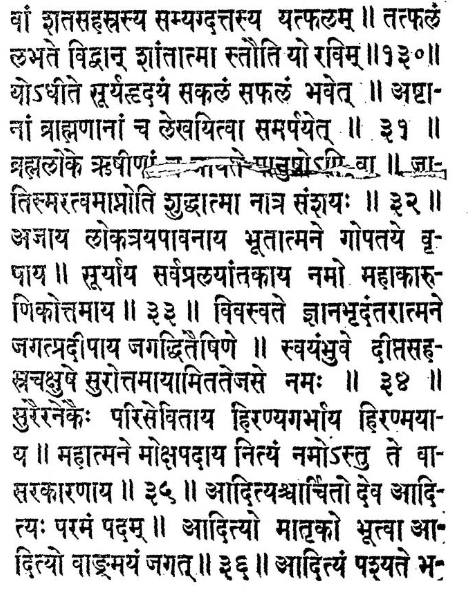 वां शतसहस्रस्य सम्यग्दत्तस्य यत्फलम् ॥ तत्फलं
लभते विद्वान् शांतात्मा स्तौति यो रविम् ॥१३०॥
योऽधीते सूर्यहृदयं सकलं सफलं भवेत् ॥ अष्टा-
नां ब्राह्मणानां च लेखयित्वा समर्पयेत् ॥ ३१ ॥
ब्रह्मलोके ऋषीणां वा ॥ जा-
तिस्मरत्वमाप्नोति शुद्धात्मा नात्र संशयः ॥ ३२ ॥
अजाय लोकत्रयपावनाय भूतात्मने गोपतये वृ-
षाय ॥ सूर्याय सर्वप्रलयांतकाय नमो महाकारु-
णिकोत्तमाय ॥ ३३ ॥ विवस्वते ज्ञानभृदंतरात्मने
जगत्प्रदीपाय जगद्धितैषिणे ॥ स्वयंभुवे दीप्तसह-
स्रचक्षुषे सुरोत्तमायामिततेजसे नमः ॥ ३४ ॥
सुरैरनेकैः परिसेविताय हिरण्यगर्भाय हिरण्मया-
य ॥ महात्मने मोक्षपदाय नित्यं नमोऽस्तु ते वा-
सरकारणाय ॥ ३५ ॥ आदित्यश्चार्चितो देव आदि-
त्यः परमं पदम् ॥ आदित्यो मातृको भूत्वा आ-
दित्यो वाङ्मयं जगत् ॥ ३६ ॥ आदित्यं पश्यते भ-